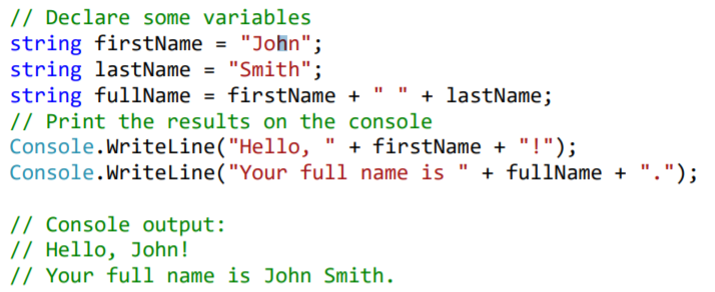 // Declare some variables
string firstName = "John";
string lastName = "Smith";
string fullName = firstName + " " + lastName;
// Print the results on the console
Console.WriteLine("Hello, " + firstName + "!");
Console.WriteLine("Your full name is " + fullName + ".");
// Console output:
// Hello, John!
// Your full name is John Smith.